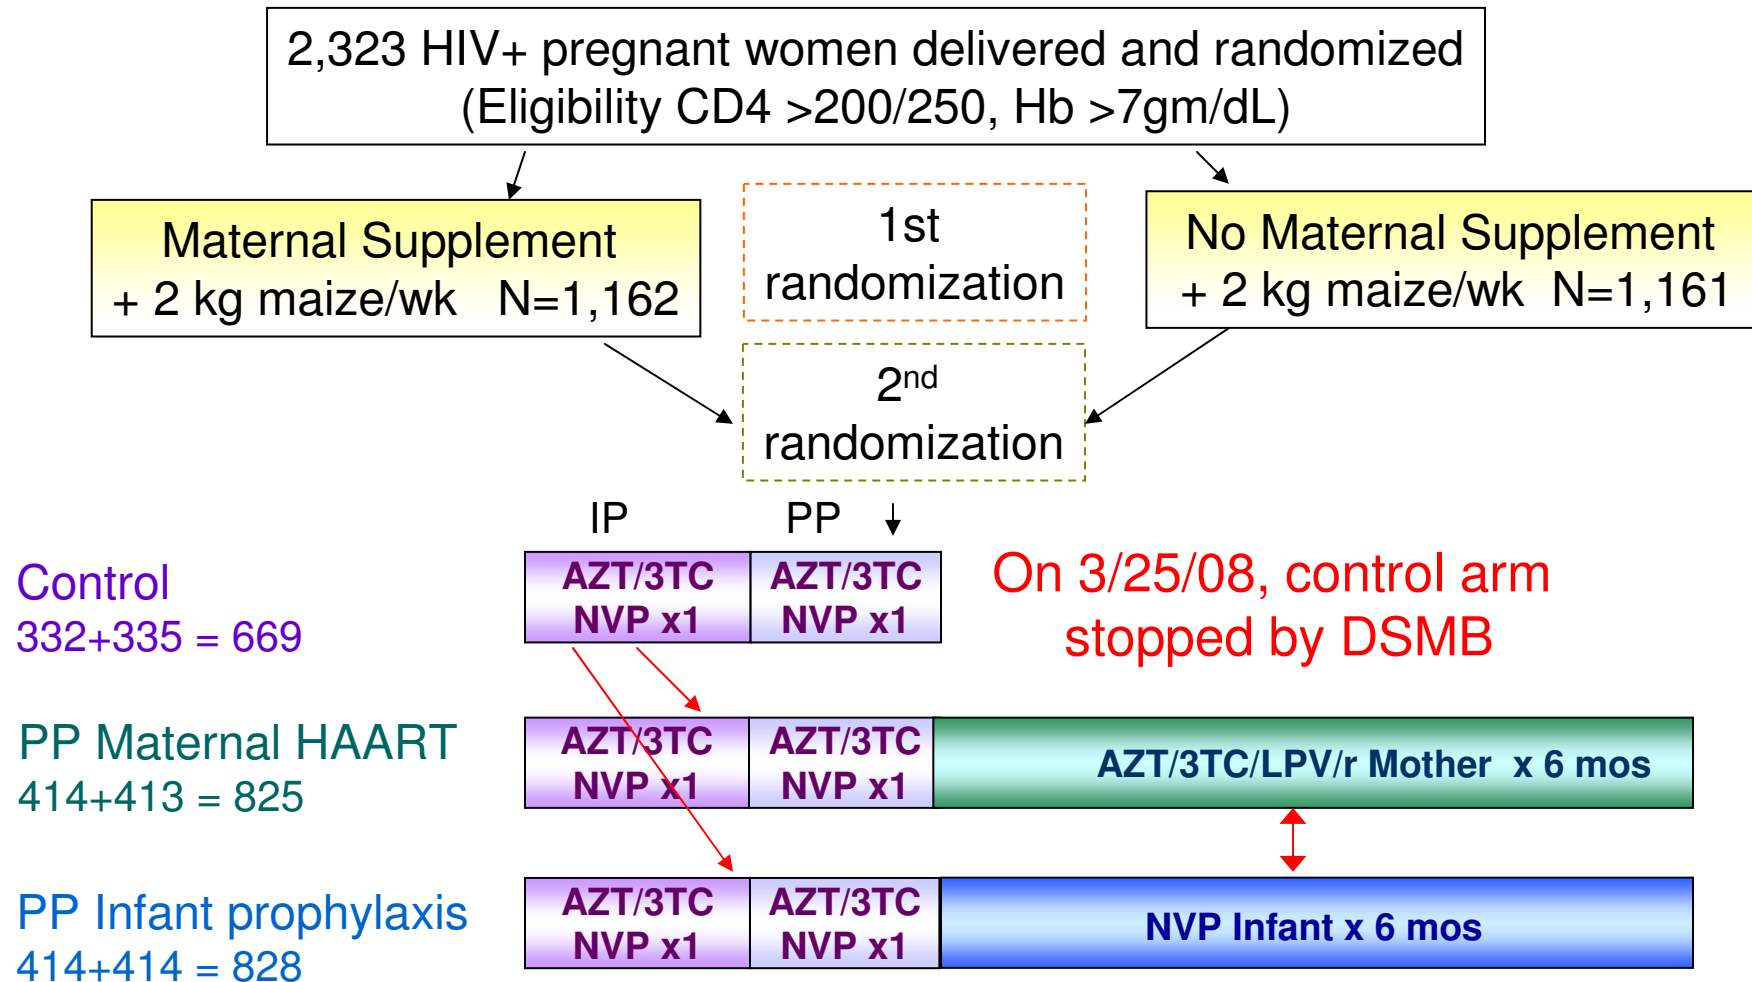 2,323 HIV+ pregnant women delivered and randomized
(Eligibility CD4 >200/250, Hb >7gm/dL)
Maternal Supplement
+ 2 kg maize/wk N=1,162
1st
randomization
No Maternal Supplement
+ 2 kg maize/wk N=1,161
2nd
randomization
IP
PP
Control
332+335 = 669
AZT/3TC
NVP x1
AZT/3TC
NVP x1
On 3/25/08, control arm
stopped by DSMB
PP Maternal HAART
414+413 = 825
AZT/3TC
NVP x1
AZT/3TC
NVP x1
AZT/3TC/LPV/r Mother x 6 mos
PP Infant prophylaxis
414+414 = 828
AZT/3TC
NVP x1
AZT/3TC
NVP x1
NVP Infant x 6 mos